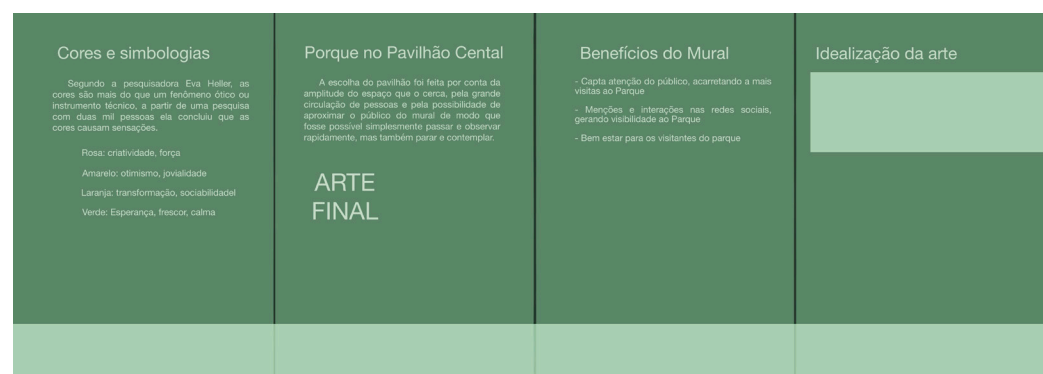 Cores e simbologias
Segundo a pesquisadora Eva Heller, as
cores são mais do que um fenômeno ótico ou
instrumento técnico, a partir de uma pesquisa
com duas mil pessoas ela concluiu que as
cores causam sensações.
Rosa: criatividade, força
Amarelo: otimismo, jovialidade
Laranja: transformação, sociabilidadel
Verde: Esperança, frescor, calma
Porque no Pavilhão Cental
A escolha do pavilhão foi feita por conta da
amplitude do espaço que o cerca, pela grande
circulação de pessoas e pela possibilidade de
aproximar o público do mural de modo que
fosse possível simplesmente passar e observar
rapidamente, mas também parar e contemplar.
ARTE
FINAL
Benefícios do Mural
- Capta atenção do público, acarretando a mais
visitas ao Parque
- Menções e interações nas redes sociais,
gerando visibilidade ao Parque
- Bem estar para os visitantes do parque
Idealização da arte